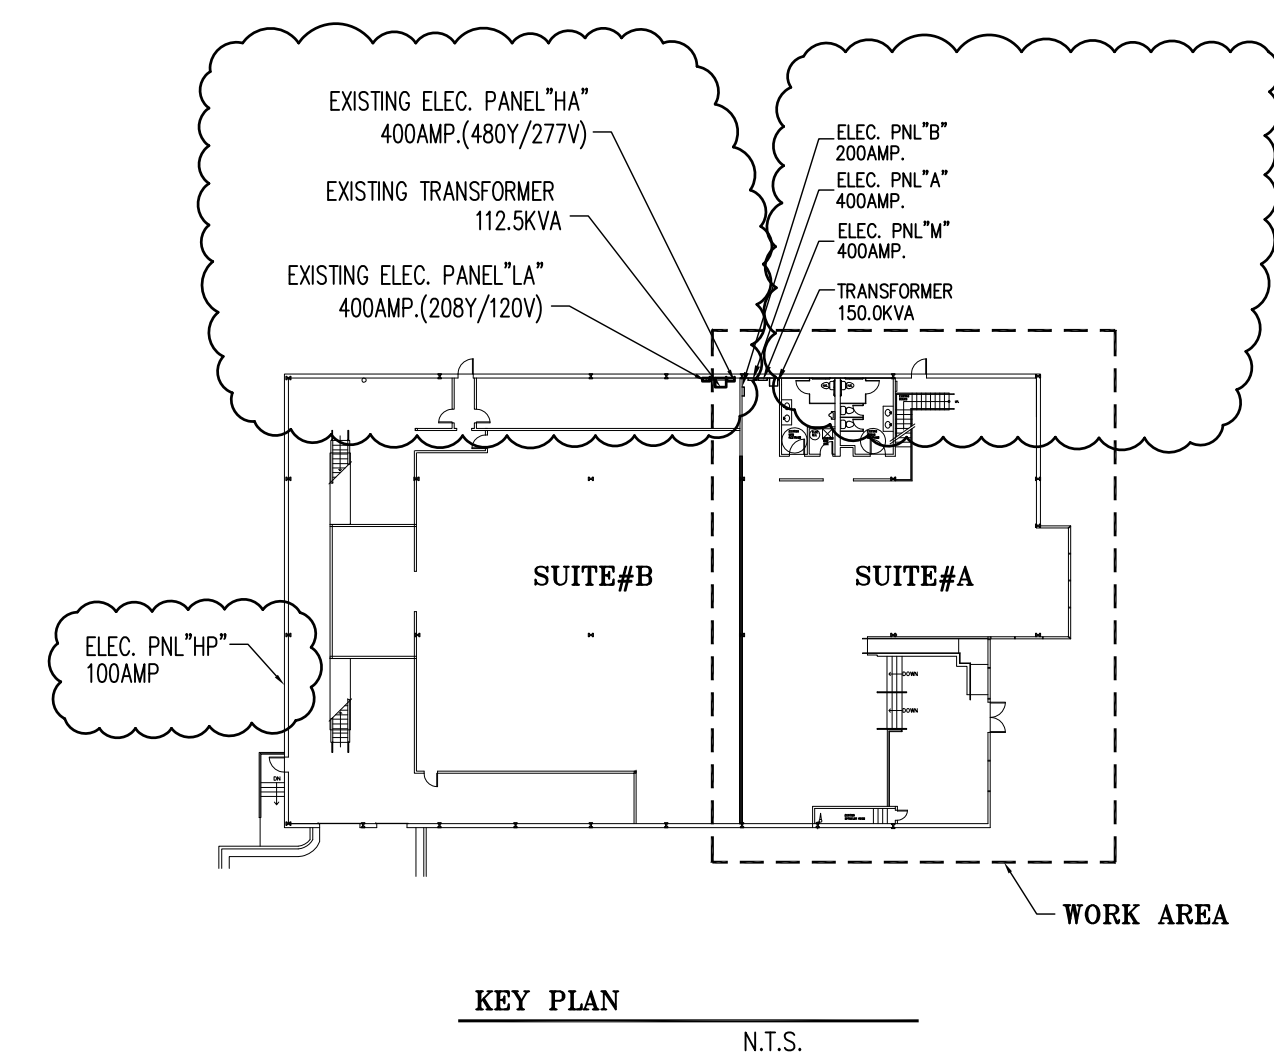 EXISTING ELEC. PANEL"HA"
400AMP.(480Y/277V)
EXISTING TRANSFORMER
112.5KVA
EXISTING ELEC. PANEL"LA"
400AMP.(208Y/120V)
ELEC. PNL"B"
200AMP.
ELEC. PNL"A"
400AMP.
ELEC. PNL"M"
400AMP.
TRANSFORMER
150.0KVA
SUITE#B
SUITE#A
ELEC. PNL"HP"
100AMP
DOWN
DOWN
DN
WORK AREA
KEY PLAN
N.T.S.